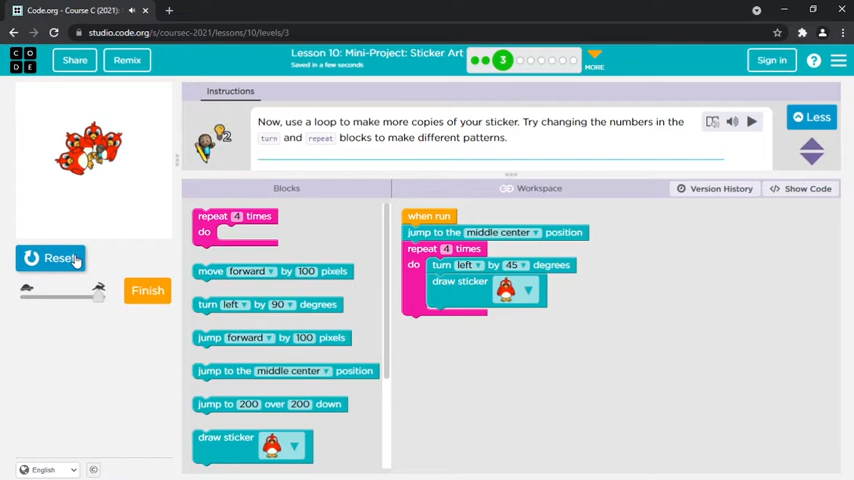 Code.org - Course C (2021): 
studio.code.org/s/coursec-2021/lessons/10/levels/3
CO
DE
Share
Remix
Lesson 10: Mini-Project: Sticker Art
Saved in a few seconds
3
MORE
Sign in
Instructions
2
Now, use a loop to make more copies of your sticker. Try changing the numbers in the
turn and repeat blocks to make different patterns.
Less
Blocks
Workspace
Version History
</> Show Code
repeat 4 times
do
move forward by 100 pixels
turn left by 90 degrees
jump forward by 100 pixels
jump to the middle center position
jump to 200 over 200 down
draw sticker
when run
jump to the middle center position
repeat 4 times
do turn left by 45 degrees
draw sticker
Reset
Finish
English
©